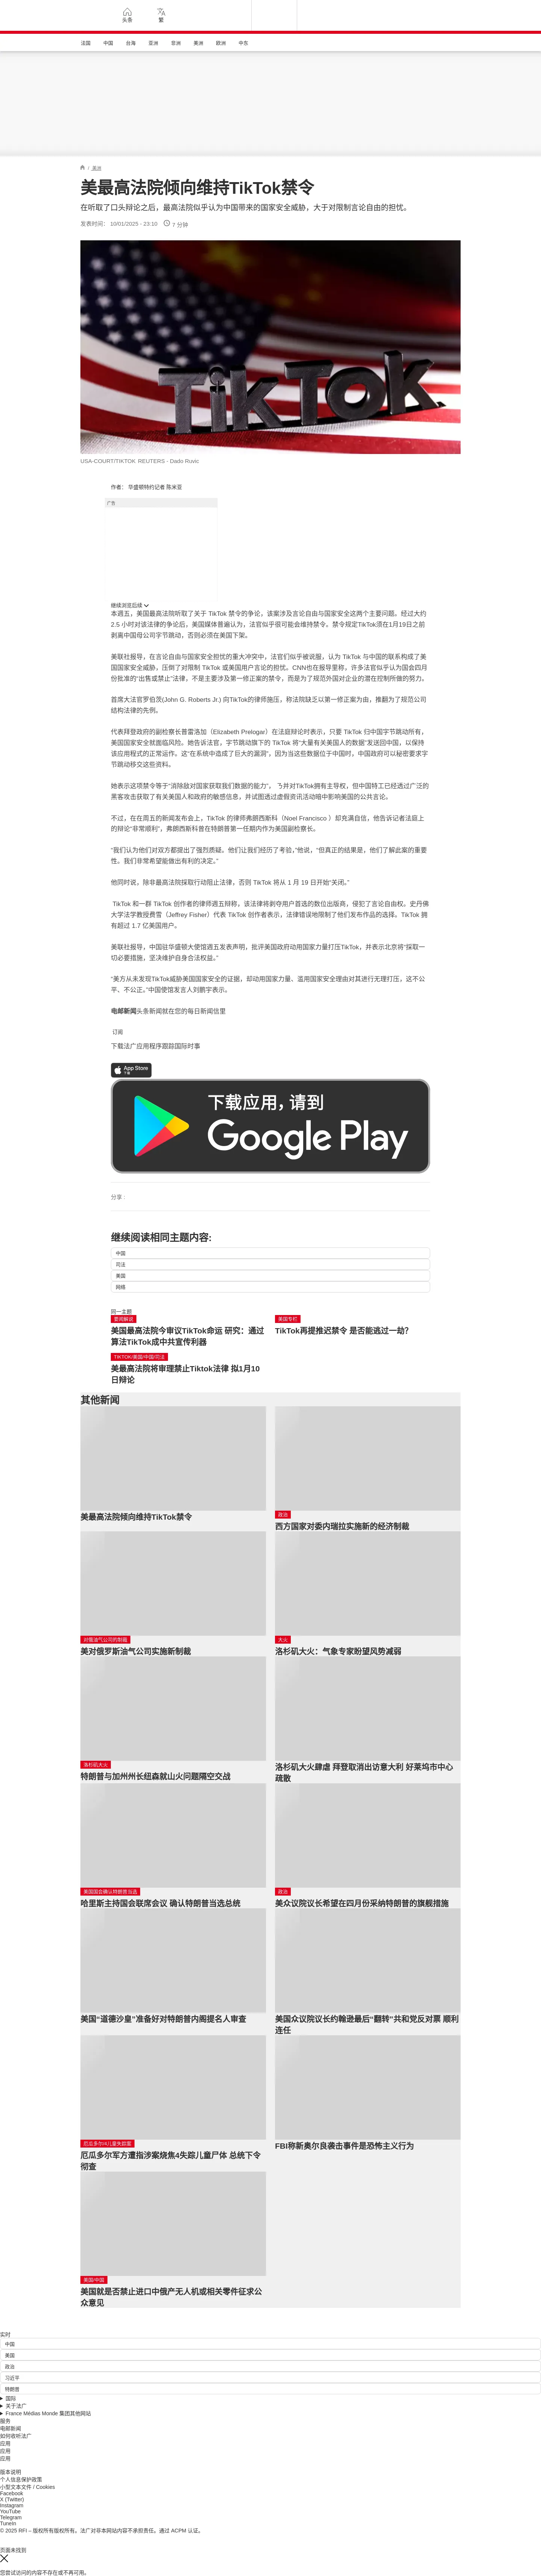 头条
繁
法国 中国 台海 亚洲 非洲 美洲 欧洲 中东
/ 美洲
美最高法院倾向维持TikTok禁令
在听取了口头辩论之后，最高法院似乎认为中国带来的国家安全威胁，大于对限制言论自由的担忧。
发表时间： 10/01/2025 - 23:10 7 分钟
TIKTOK
USA-COURT/TIKTOK REUTERS - Dado Ruvic
作者： 华盛顿特约记者 陈米亚
广告
继续浏览后续
本週五，美国最高法院听取了关于 TikTok 禁令的争论，该案涉及言论自由与国家安全这两个主要问题。经过大约
2.5 小时对该法律的争论后，美国媒体普遍认为，法官似乎很可能会维持禁令。禁令规定TikTok须在1月19日之前
剥离中国母公司字节跳动，否则必须在美国下架。
美联社报导，在言论自由与国家安全担忧的重大冲突中，法官们似乎被说服，认为 TikTok 与中国的联系构成了美
国国家安全威胁，压倒了对限制 TikTok 或美国用户言论的担忧。CNN也在报导里称，许多法官似乎认为国会四月
份批准的“出售或禁止”法律，不是主要涉及第一修正案的禁令，而是为了规范外国对企业的潜在控制所做的努力。
首席大法官罗伯茨(John G. Roberts Jr.) 向TikTok的律师施压，称法院缺乏以第一修正案为由，推翻为了规范公司
结构法律的先例。
代表拜登政府的副检察长普雷洛加（Elizabeth Prelogar）在法庭辩论时表示，只要 TikTok 归中国字节跳动所有，
美国国家安全就面临风险。她告诉法官，字节跳动旗下的 TikTok 将“大量有关美国人的数据”发送回中国，以保持
该应用程式的正常运作。这“在系统中造成了巨大的漏洞”，因为当这些数据位于中国时，中国政府可以秘密要求字
节跳动移交这些资料。
她表示这项禁令等于“消除敌对国家获取我们数据的能力”， 万并对TikTok拥有主导权，但中国特工已经透过广泛的
黑客攻击获取了有关美国人和政府的敏感信息，并试图透过虚假资讯活动暗中影响美国的公共言论。
不过，在在周五的新闻发布会上，TikTok 的律师弗朗西斯科（Noel Francisco ）却充满自信，他告诉记者法庭上
的辩论“非常顺利”，弗朗西斯科曾在特朗普第一任期内作为美国副检察长。
“我们认为他们对双方都提出了强烈质疑。他们让我们经历了考验，”他说，“但真正的结果是，他们了解此案的重要
性。我们非常希望能做出有利的决定。”
他同时说，除非最高法院採取行动阻止法律，否则 TikTok 将从 1 月 19 日开始“关闭。”
TikTok 和一群 TikTok 创作者的律师週五辩称，该法律将剥夺用户首选的数位出版商，侵犯了言论自由权。史丹佛
大学法学教授费雪（Jeffrey Fisher）代表 TikTok 创作者表示，法律错误地限制了他们发布作品的选择。TikTok 拥
有超过 1.7 亿美国用户。
美联社报导，中国驻华盛顿大使馆週五发表声明，批评美国政府动用国家力量打压TikTok，并表示北京将“採取一
切必要措施，坚决维护自身合法权益。”
“美方从未发现TikTok威胁美国国家安全的证据，却动用国家力量、滥用国家安全理由对其进行无理打压，这不公
平、不公正。”中国使馆发言人刘鹏宇表示。
电邮新闻头条新闻就在您的每日新闻信里
订阅
下载法广应用程序跟踪国际时事
App Store
下载
下载应用，请到
Google Play
分享 :
继续阅读相同主题内容:
中国
司法
美国
网络
同一主题
要闻解说
美国最高法院今审议TikTok命运 研究：通过
算法TikTok成中共宣传利器
美国专栏
TikTok再提推迟禁令 是否能逃过一劫？
TIKTOK/美国/中国/司法
美最高法院将审理禁止Tiktok法律 拟1月10
日辩论
其他新闻
美最高法院倾向维持TikTok禁令
政治
西方国家对委内瑞拉实施新的经济制裁
对俄油气公司的制裁
美对俄罗斯油气公司实施新制裁
大火
洛杉矶大火：气象专家盼望风势减弱
洛杉矶大火
特朗普与加州州长纽森就山火问题隔空交战
洛杉矶大火肆虐 拜登取消出访意大利 好莱坞市中心
疏散
美国国会确认特朗普当选
哈里斯主持国会联席会议 确认特朗普当选总统
政治
美众议院议长希望在四月份采纳特朗普的旗舰措施
美国“道德沙皇”准备好对特朗普内阁提名人审查
美国众议院议长约翰逊最后“翻转”共和党反对票 顺利
连任
厄瓜多尔/4儿童失踪案
厄瓜多尔军方遭指涉案烧焦4失踪儿童尸体 总统下令
彻查
FBI称新奥尔良袭击事件是恐怖主义行为
美国/中国
美国就是否禁止进口中俄产无人机或相关零件征求公
众意见
实时
中国
美国
政治
习近平
特朗普
国际
关于法广
France Médias Monde 集团其他网站
服务
电邮新闻
如何收听法广
应用
应用
应用
版本说明
个人信息保护政策
小型文本文件 / Cookies
Facebook
X (Twitter)
Instagram
YouTube
Telegram
TuneIn
© 2025 RFI – 版权所有版权所有。法广对非本网站内容不承担责任。通过 ACPM 认证。
页面未找到
您尝试访问的内容不存在或不再可用。